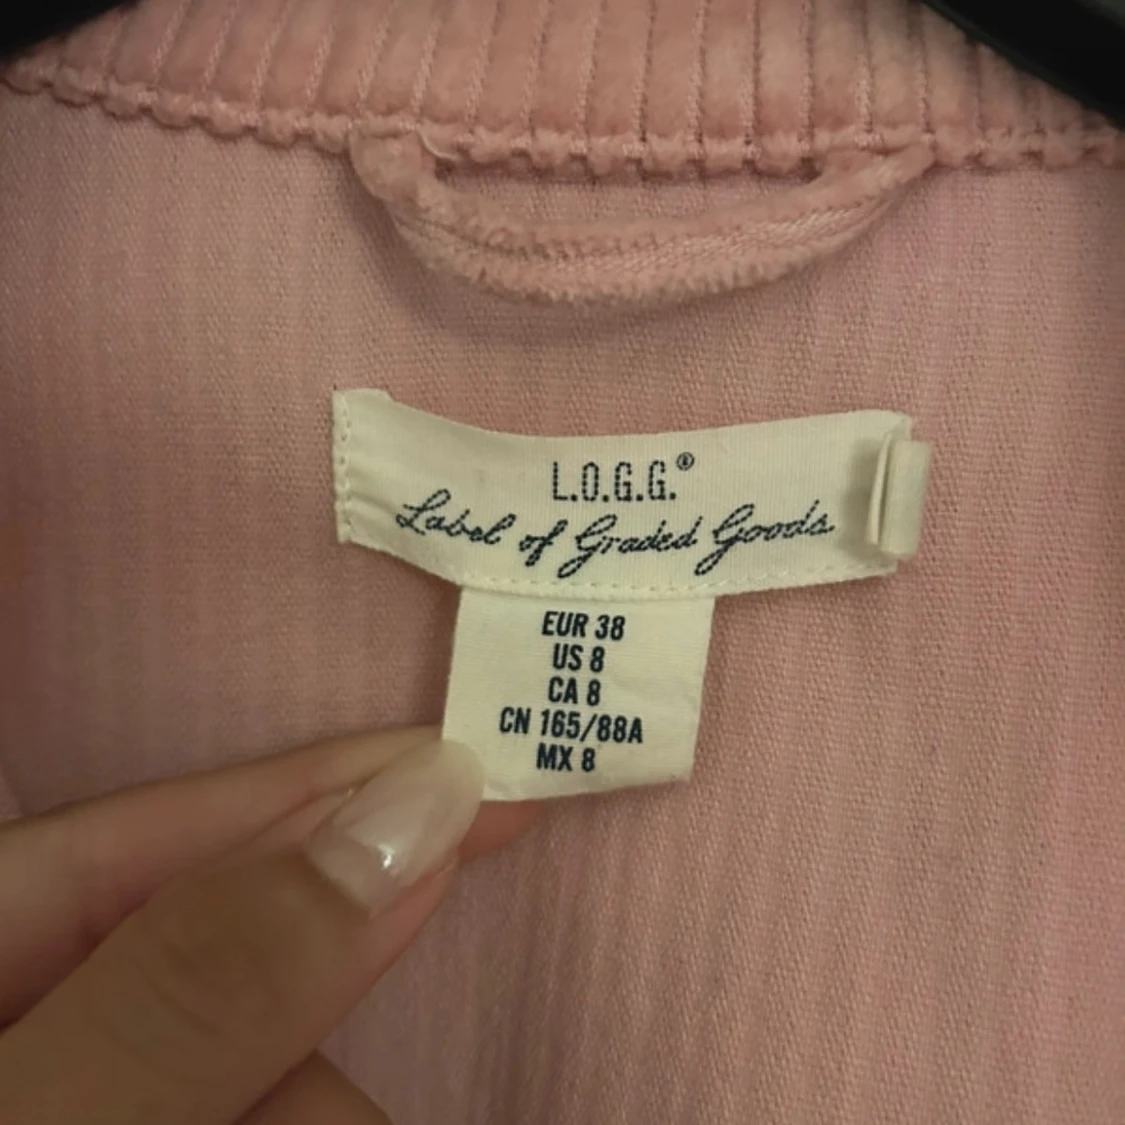 L.O.G.G.®
Label of Graded Goods
EUR 38
US 8
CA 8
CN 165/88A
MX 8